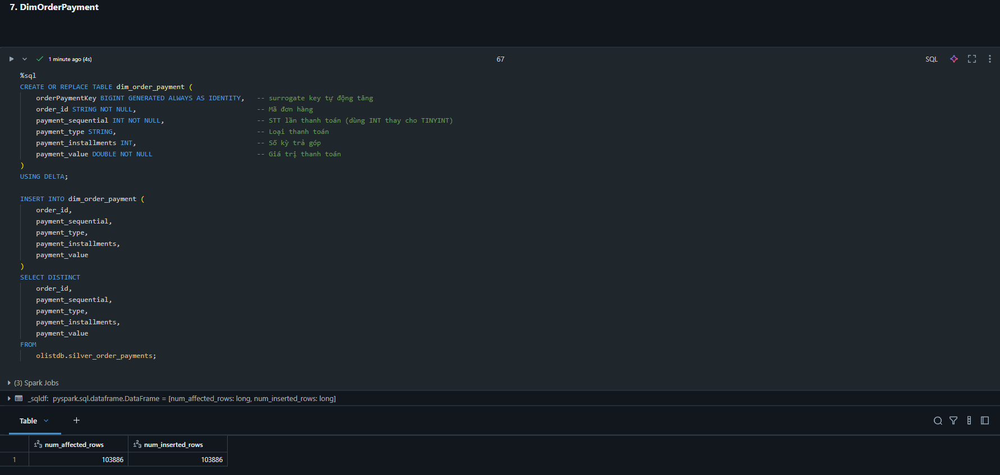 7. DimOrderPayment
1 minute ago (4s)
67
SQL
%sql
CREATE OR REPLACE TABLE dim_order_payment (
orderPaymentKey BIGINT GENERATED ALWAYS AS IDENTITY, -- surrogate key tự động tăng
order_id STRING NOT NULL, -- Mã đơn hàng
payment_sequential INT NOT NULL, -- STT lần thanh toán (dùng INT thay cho TINYINT)
payment_type STRING, -- Loại thanh toán
payment_installments INT, -- Số kỳ trả góp
payment_value DOUBLE NOT NULL -- Giá trị thanh toán
)
USING DELTA;
INSERT INTO dim_order_payment (
order_id,
payment_sequential,
payment_type,
payment_installments,
payment_value
)
SELECT DISTINCT
order_id,
payment_sequential,
payment_type,
payment_installments,
payment_value
FROM
olistdb.silver_order_payments;
(3) Spark Jobs
_sqldf: pyspark.sql.dataframe.DataFrame = [num_affected_rows: long, num_inserted_rows: long]
Table +
num_affected_rows num_inserted_rows
1 103886 103886